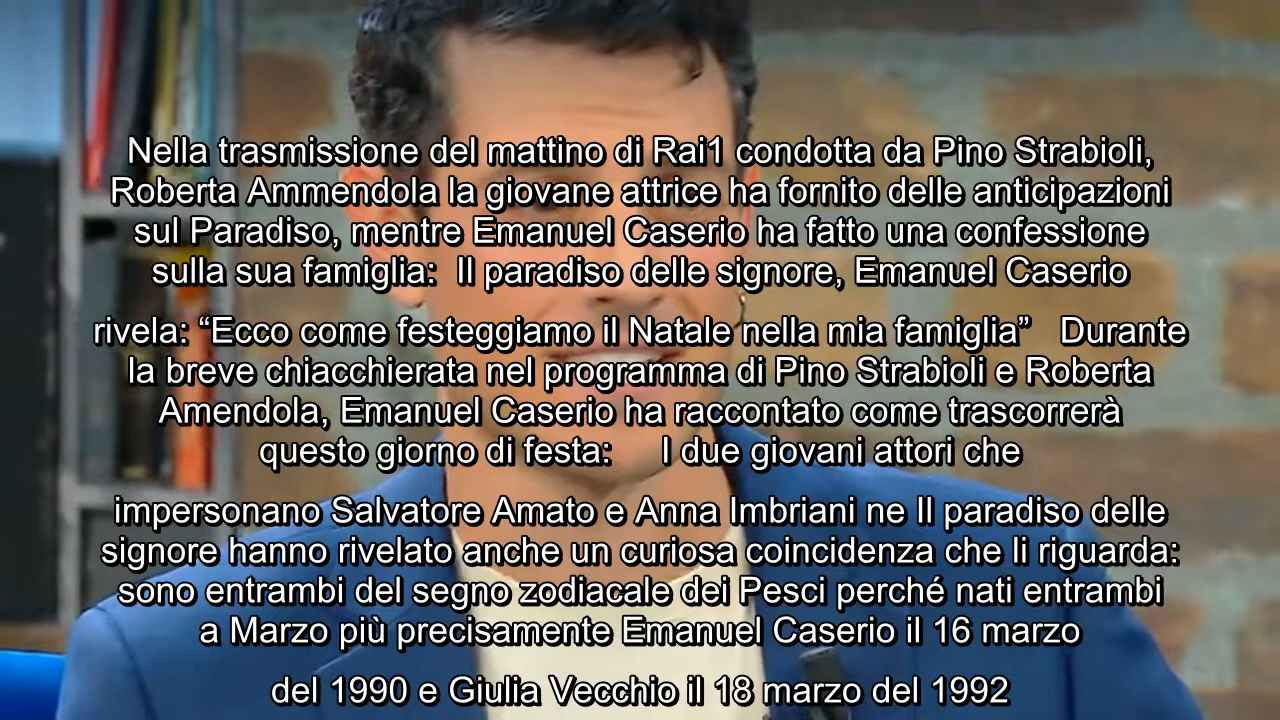 Nella trasmissione del mattino di Rai1 condotta da Pino Strabioli,
Roberta Ammendola la giovane attrice ha fornito delle anticipazioni
sul Paradiso, mentre Emanuel Caserio ha fatto una confessione
sulla sua famiglia:  Il paradiso delle signore, Emanuel Caserio
rivela: “Ecco come festeggiamo il Natale nella mia famiglia”   Durante
la breve chiacchierata nel programma di Pino Strabioli e Roberta
Amendola, Emanuel Caserio ha raccontato come trascorrerà
questo giorno di festa:      I due giovani attori che
impersonano Salvatore Amato e Anna Imbriani ne Il paradiso delle
signore hanno rivelato anche un curiosa coincidenza che li riguarda:
sono entrambi del segno zodiacale dei Pesci perché nati entrambi
a Marzo più precisamente Emanuel Caserio il 16 marzo
del 1990 e Giulia Vecchio il 18 marzo del 1992